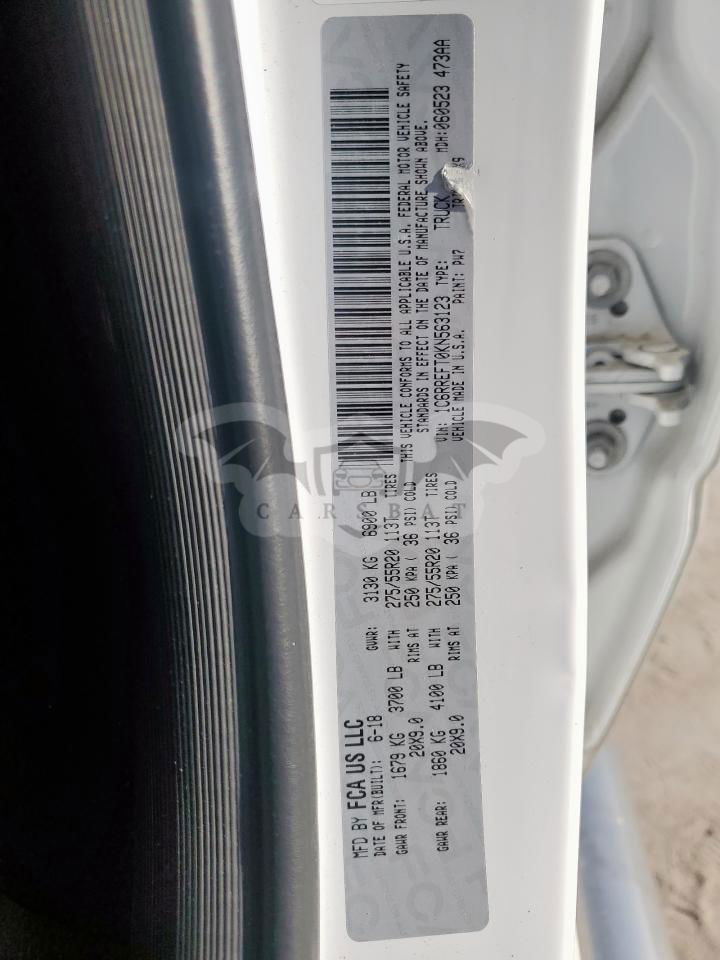 MFD BY FCA US LLC
DATE OF MFR(BUILT): 6-18 GVWR: 3130 KG 6900 LB
GAWR FRONT: 1679 KG 3700 LB WITH 275/55R20 113T TIRES
20X9.0 RIMS AT 250 KPA ( 36 PSI) COLD
GAWR REAR: 1860 KG 4100 LB WITH 275/55R20 113T TIRES
20X9.0 RIMS AT 250 KPA ( 36 PSI) COLD
THIS VEHICLE CONFORMS TO ALL APPLICABLE U.S.A. FEDERAL MOTOR VEHICLE SAFETY
STANDARDS IN EFFECT ON THE DATE OF MANUFACTURE SHOWN ABOVE.
VIN: 1C6RREFT0KN563123 TYPE: TRUCK MDH:060523 473AA
VEHICLE MADE IN U.S.A. PAINT: PW7
CARSBAT